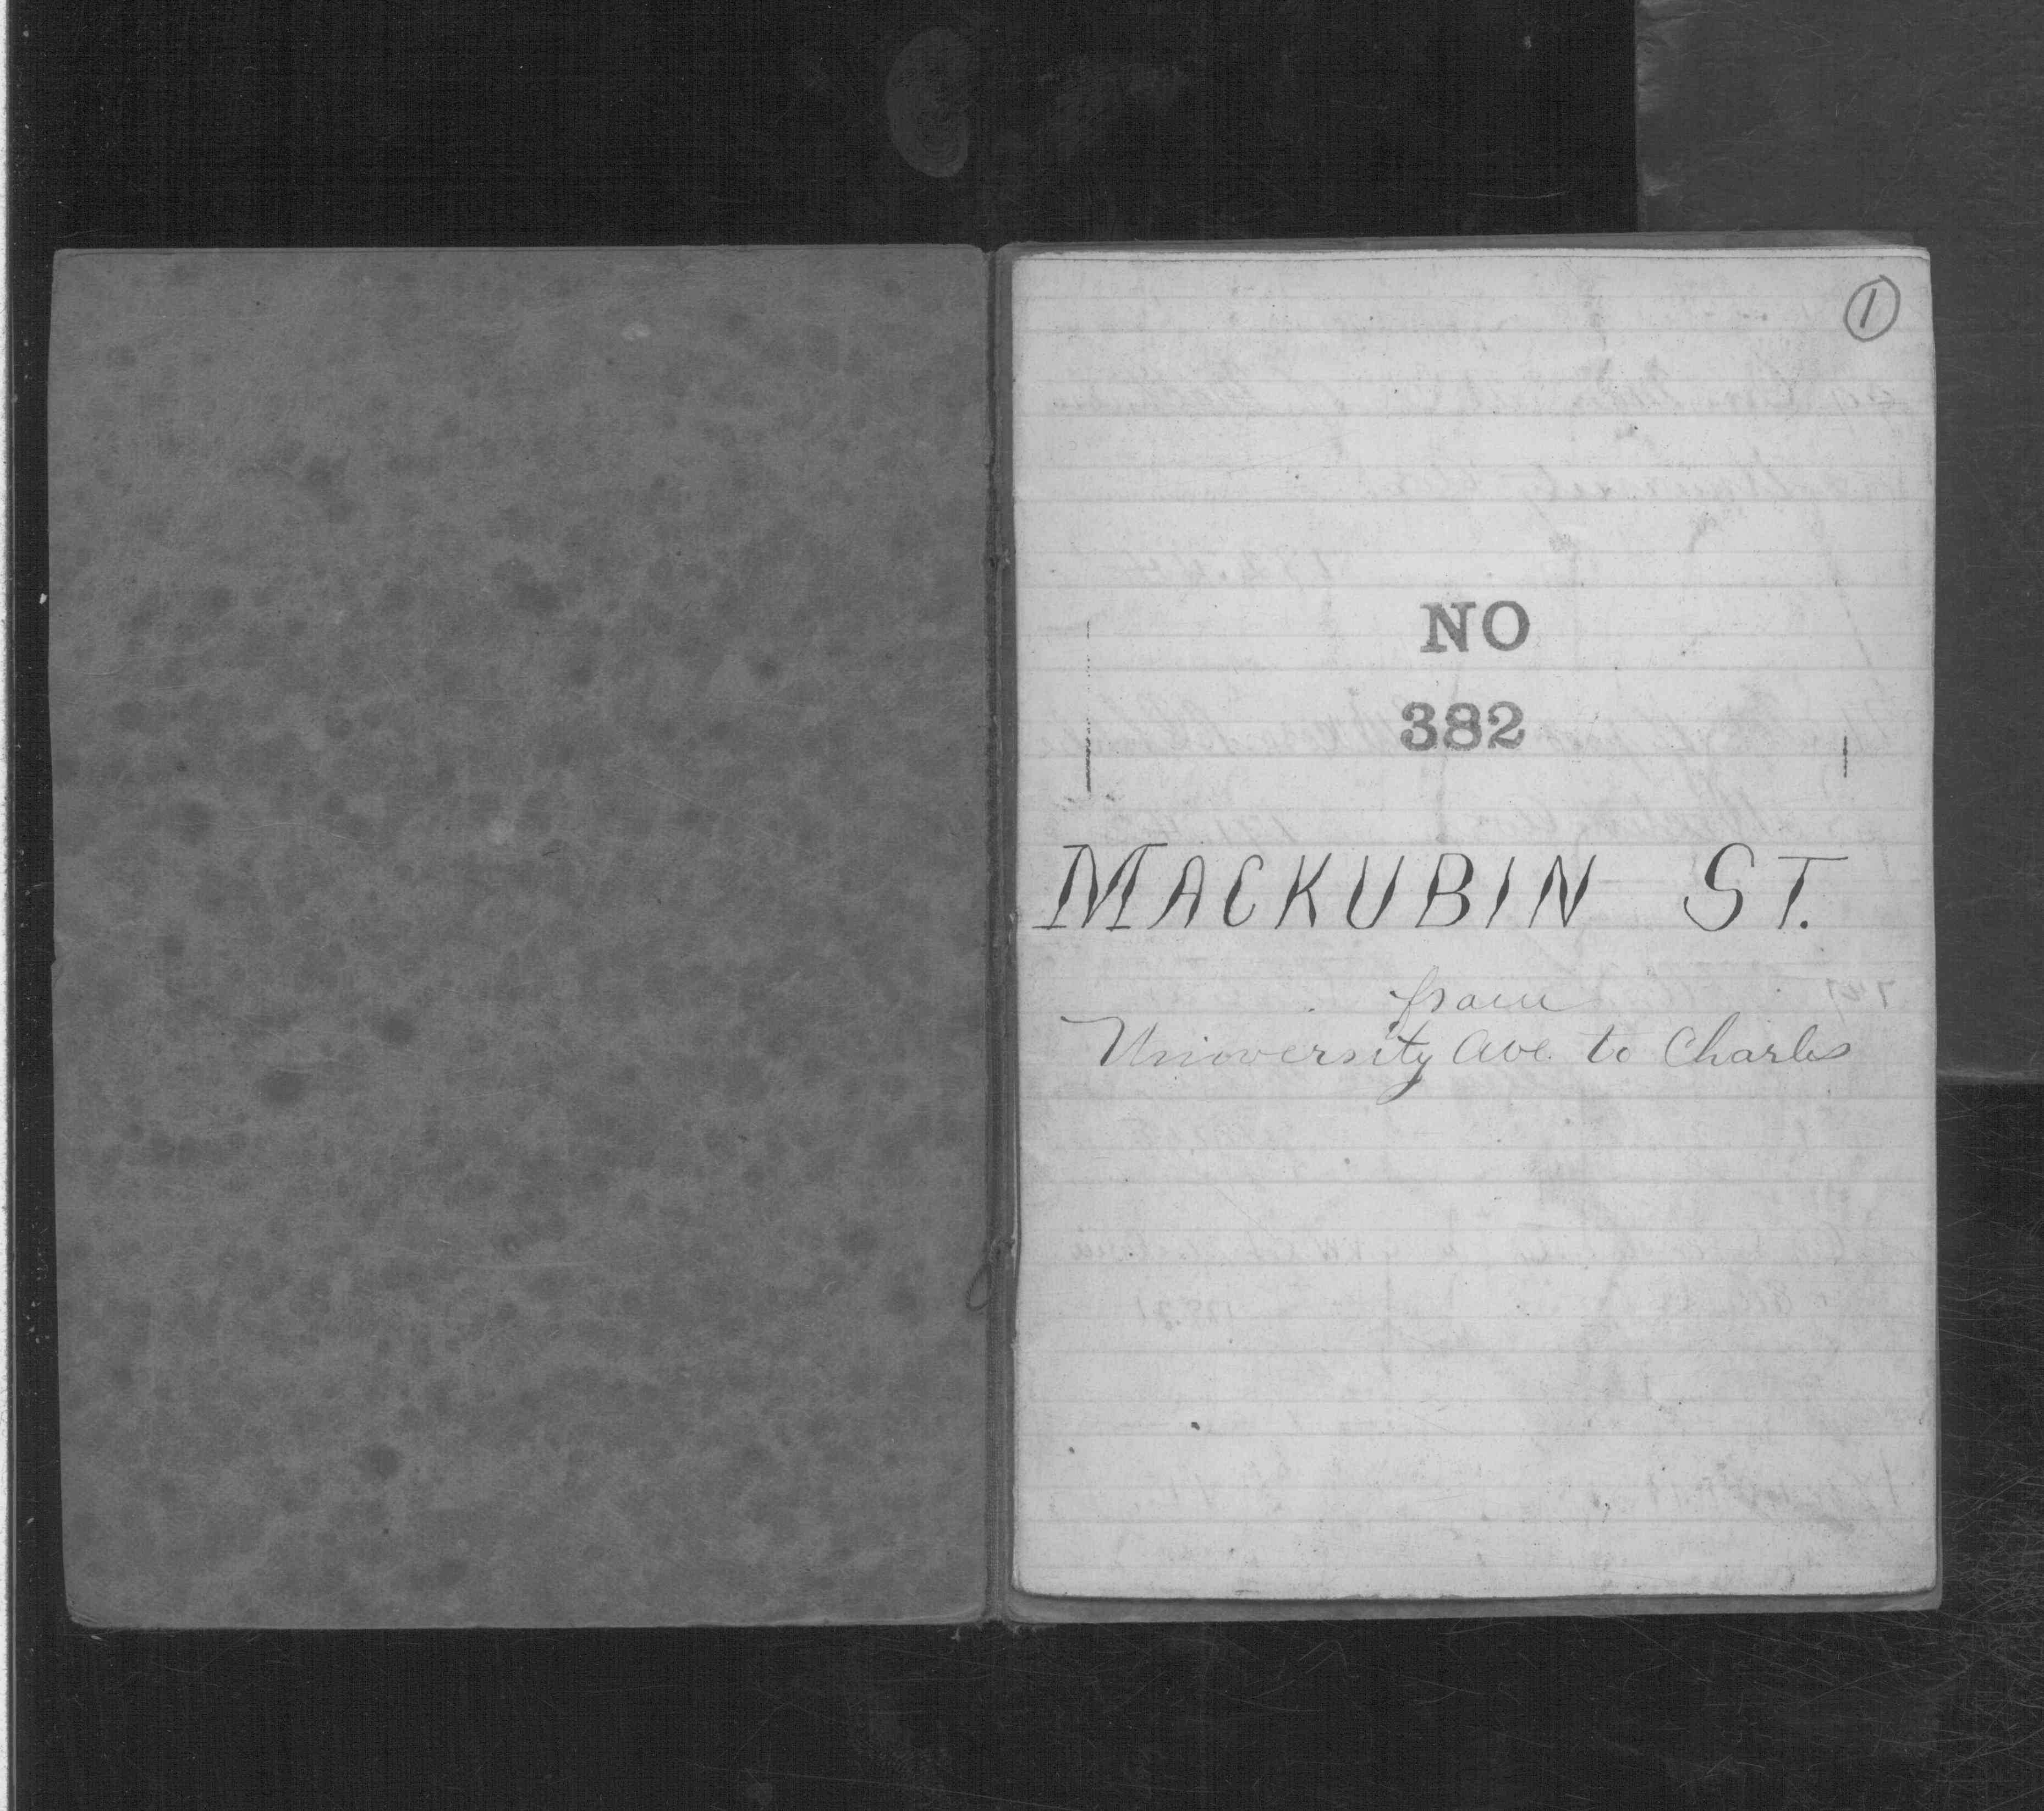 1
NO
382
MACKUBIN ST.
from
University Ave. to Charles